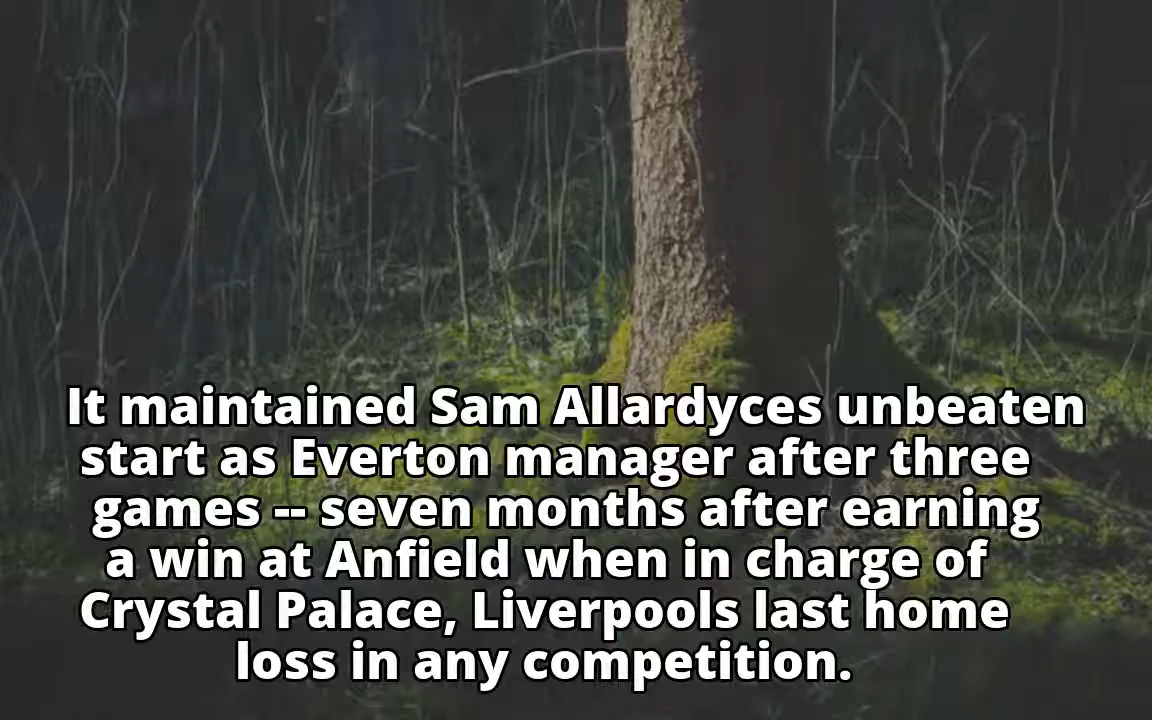 It maintained Sam Allardyces unbeaten
start as Everton manager after three
games -- seven months after earning
a win at Anfield when in charge of
Crystal Palace, Liverpools last home
loss in any competition.